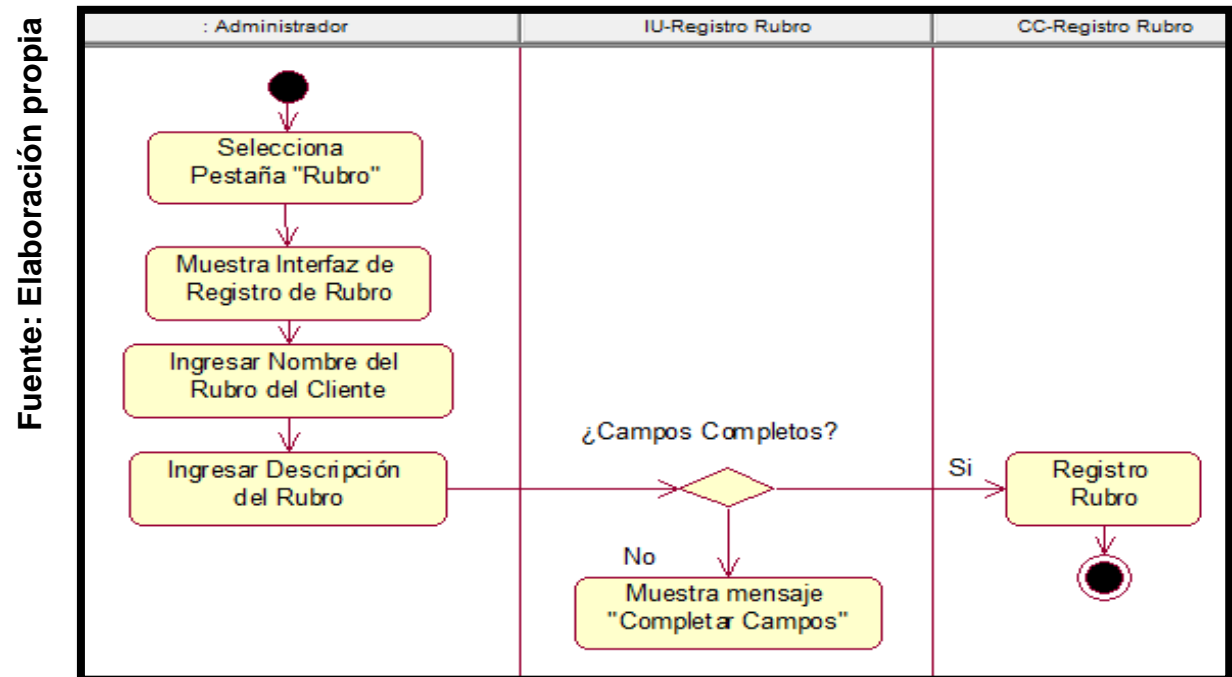 Fuente: Elaboración propia
: Administrador
IU-Registro Rubro
CC-Registro Rubro
Selecciona
Pestaña "Rubro"
Muestra Interfaz de
Registro de Rubro
Ingresar Nombre del
Rubro del Cliente
Ingresar Descripción
del Rubro
¿Campos Completos?
Si
Registro
Rubro
No
Muestra mensaje
"Completar Campos"